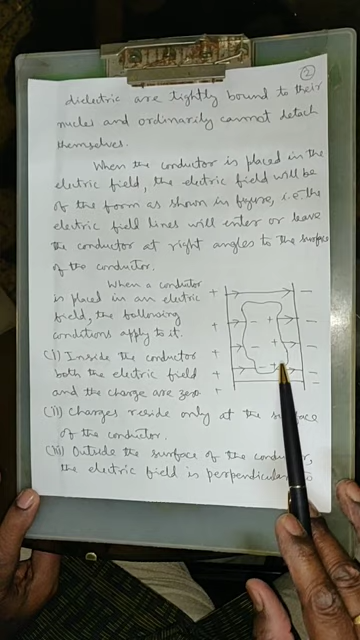 2
dielectric are tightly bound to their
nucles and ordinarily cannot detach
themselves.
When the conductor is placed in the
electric field, the electric field will be
of the form as shown in figure, i.e. the
electric field lines will enter or leave
the conductor at right angles to the surface
of the conductor.
When a conductor
is placed in an electric
field, the following
conditions apply to it.
(i) Inside the conductor
both the electric field
and the charge are zero
(ii) Charges reside only at the surface
of the conductor.
(iii) Outside the surface of the conductor,
the electric field is perpendicular to